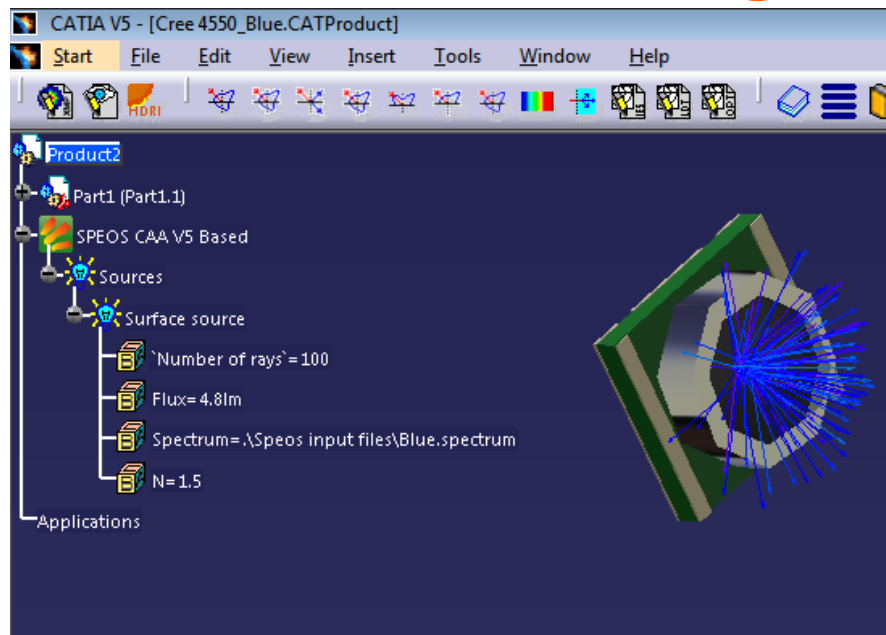 CATIA V5 - [Cree 4550_Blue.CATProduct]
Start File Edit View Insert Tools Window Help
HDRI
Product2
Part1 (Part1.1)
SPEOS CAA V5 Based
Sources
Surface source
`Number of rays`=100
Flux=4.8lm
Spectrum=.\Speos input files\Blue.spectrum
N=1.5
Applications